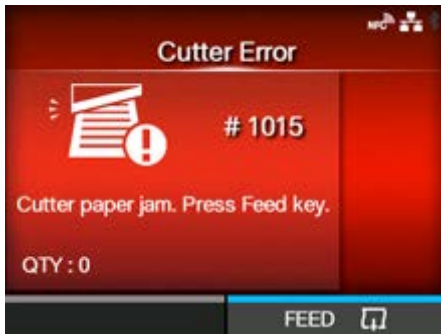 NFC
Cutter Error
# 1015
Cutter paper jam. Press Feed key.
QTY : 0
FEED